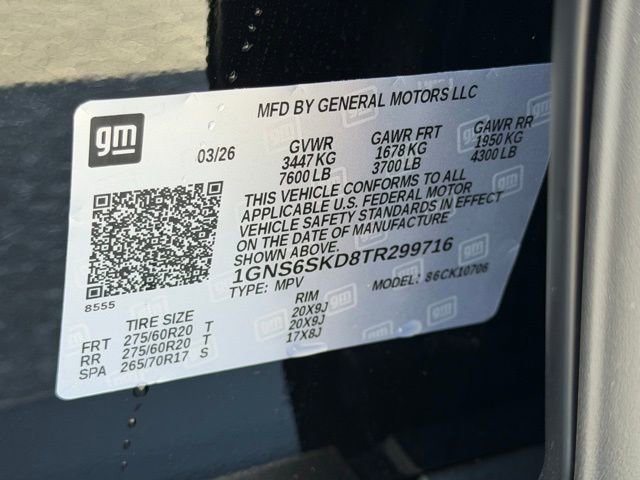 MFD BY GENERAL MOTORS LLC
gm
03/26
GVWR GAWR FRT GAWR RR
3447 KG 1678 KG 1950 KG
7600 LB 3700 LB 4300 LB
THIS VEHICLE CONFORMS TO ALL
APPLICABLE U.S. FEDERAL MOTOR
VEHICLE SAFETY STANDARDS IN EFFECT
ON THE DATE OF MANUFACTURE
SHOWN ABOVE.
1GNS6SKD8TR299716
TYPE: MPV MODEL: 86CK10706
8555
TIRE SIZE RIM
FRT 275/60R20 T 20X9J
RR 275/60R20 T 20X9J
SPA 265/70R17 S 17X8J